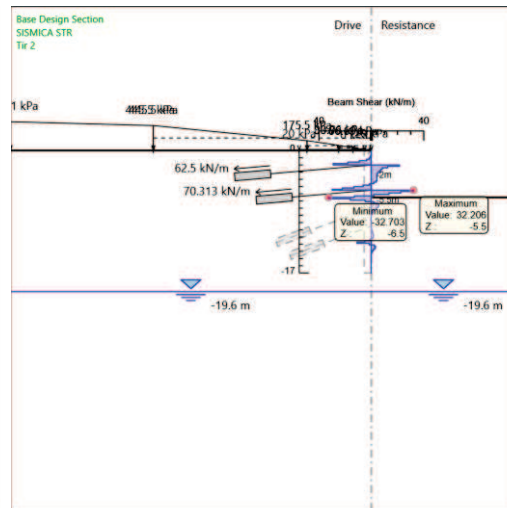 Base Design Section
SISMICA STR
Tir 2
Drive
Resistance
Beam Shear (kN/m)
40
1 kPa
175.5
62.5 kN/m
70.313 kN/m
-2m
Minimum
Value: -32.703
Z : -6.5
Maximum
Value: 32.206
Z : -5.5
-17
-19.6 m
-19.6 m